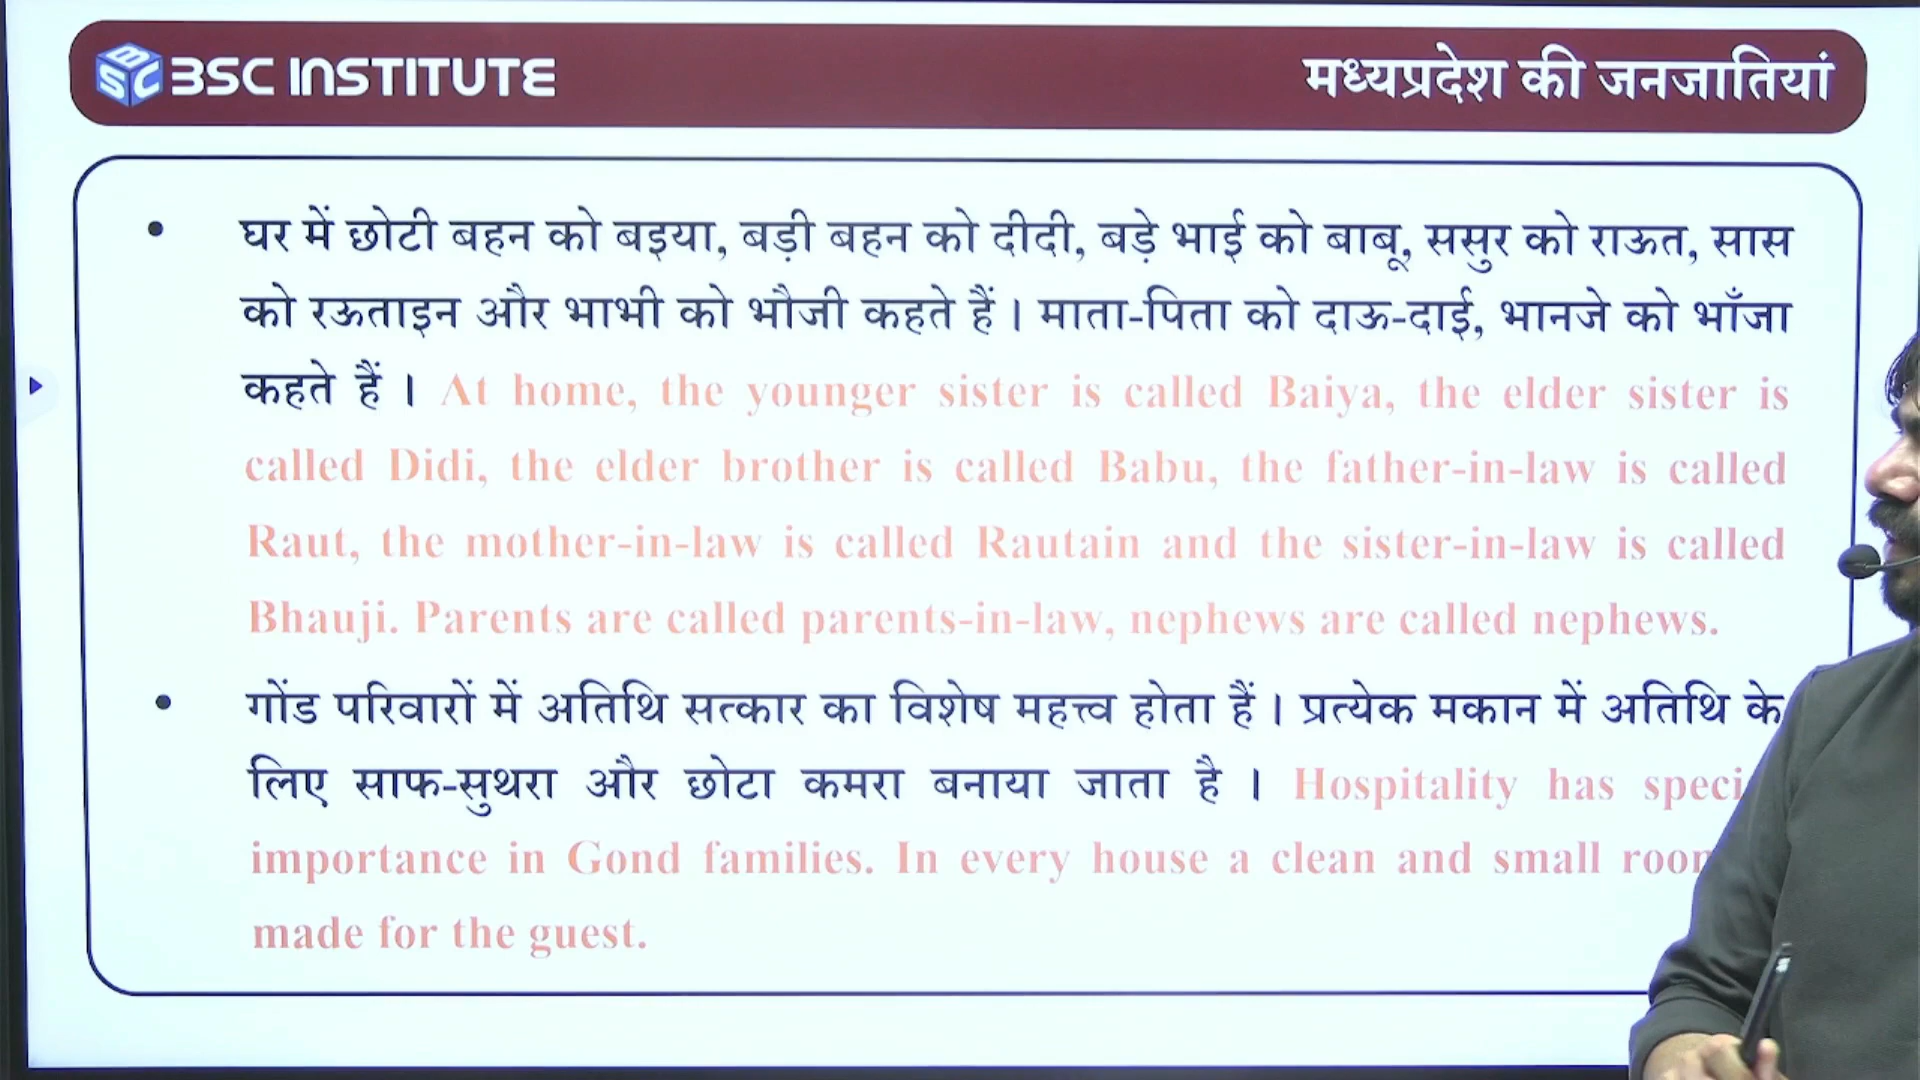 BSC
BSC INSTITUTE
मध्यप्रदेश की जनजातियां
• घर में छोटी बहन को बइया, बड़ी बहन को दीदी, बड़े भाई को बाबू, ससुर को राऊत, सास
को रऊताइन और भाभी को भौजी कहते हैं । माता-पिता को दाऊ-दाई, भानजे को भाँजा
कहते हैं । At home, the younger sister is called Baiya, the elder sister is
called Didi, the elder brother is called Babu, the father-in-law is called
Raut, the mother-in-law is called Rautain and the sister-in-law is called
Bhauji. Parents are called parents-in-law, nephews are called nephews.
• गोंड परिवारों में अतिथि सत्कार का विशेष महत्त्व होता हैं । प्रत्येक मकान में अतिथि के
लिए साफ-सुथरा और छोटा कमरा बनाया जाता है । Hospitality has
importance in Gond families. In every house a clean and small
made for the guest.